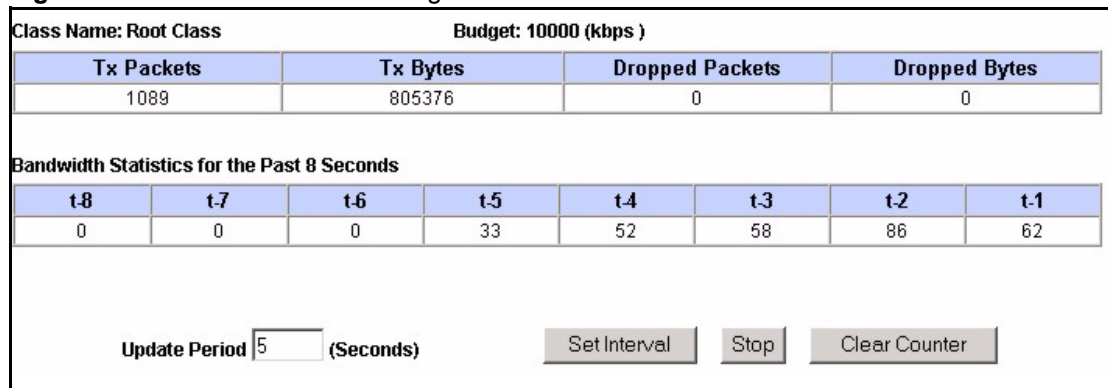 Class Name: Root Class Budget: 10000 (kbps )
Tx Packets Tx Bytes Dropped Packets Dropped Bytes
1089 805376 0 0
Bandwidth Statistics for the Past 8 Seconds
t-8 t-7 t-6 t-5 t-4 t-3 t-2 t-1
0 0 0 33 52 58 86 62
Update Period 5 (Seconds) Set Interval Stop Clear Counter